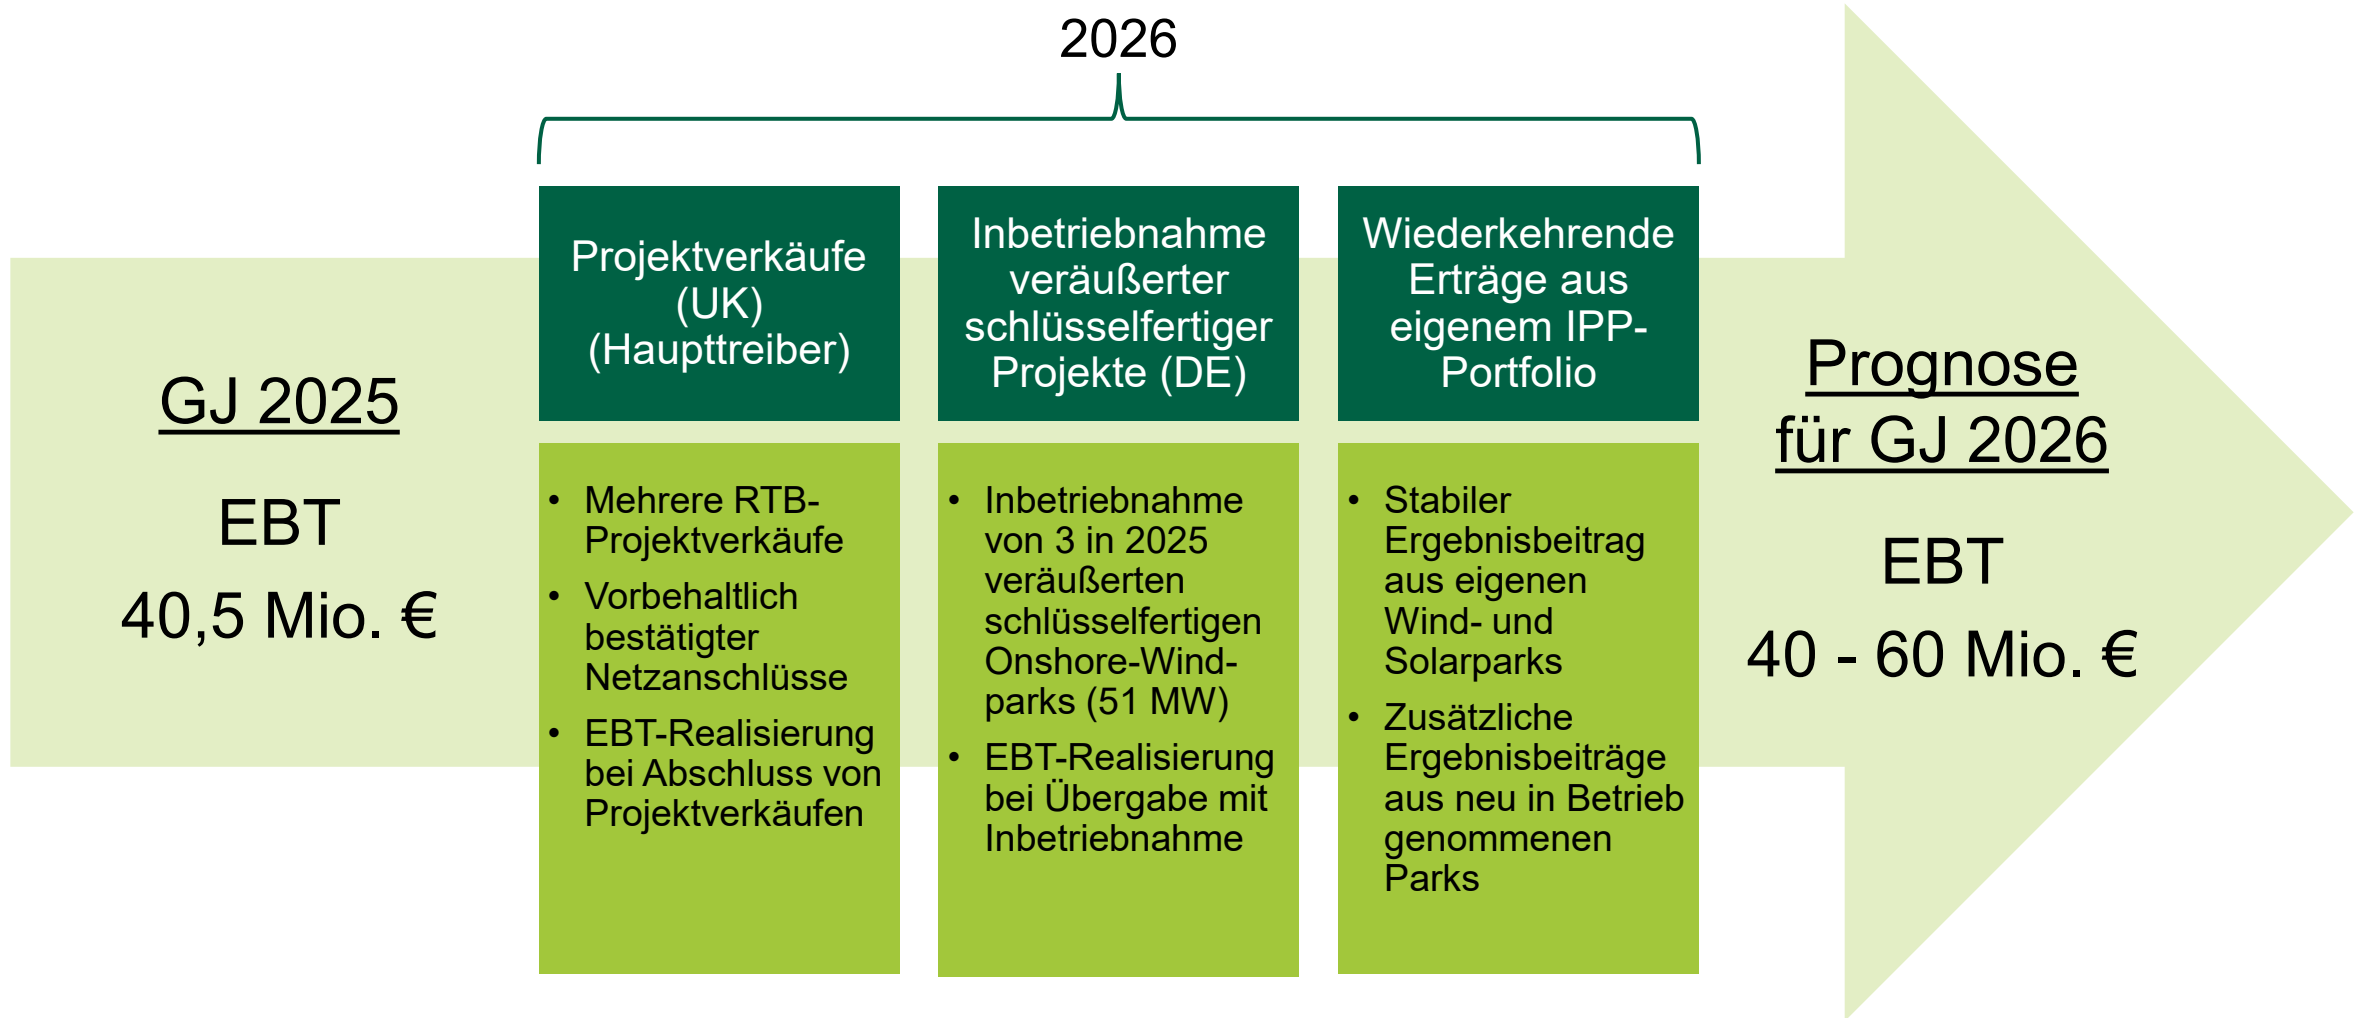 2026
GJ 2025
EBT
40,5 Mio. €
Projektverkäufe
(UK)
(Haupttreiber)
• Mehrere RTB-
Projektverkäufe
• Vorbehaltlich
bestätigter
Netzanschlüsse
• EBT-Realisierung
bei Abschluss von
Projektverkäufen
Inbetriebnahme
veräußerter
schlüsselfertiger
Projekte (DE)
• Inbetriebnahme
von 3 in 2025
veräußerten
schlüsselfertigen
Onshore-Wind-
parks (51 MW)
• EBT-Realisierung
bei Übergabe mit
Inbetriebnahme
Wiederkehrende
Erträge aus
eigenem IPP-
Portfolio
• Stabiler
Ergebnisbeitrag
aus eigenen
Wind- und
Solarparks
• Zusätzliche
Ergebnisbeiträge
aus neu in Betrieb
genommenen
Parks
Prognose
für GJ 2026
EBT
40 - 60 Mio. €